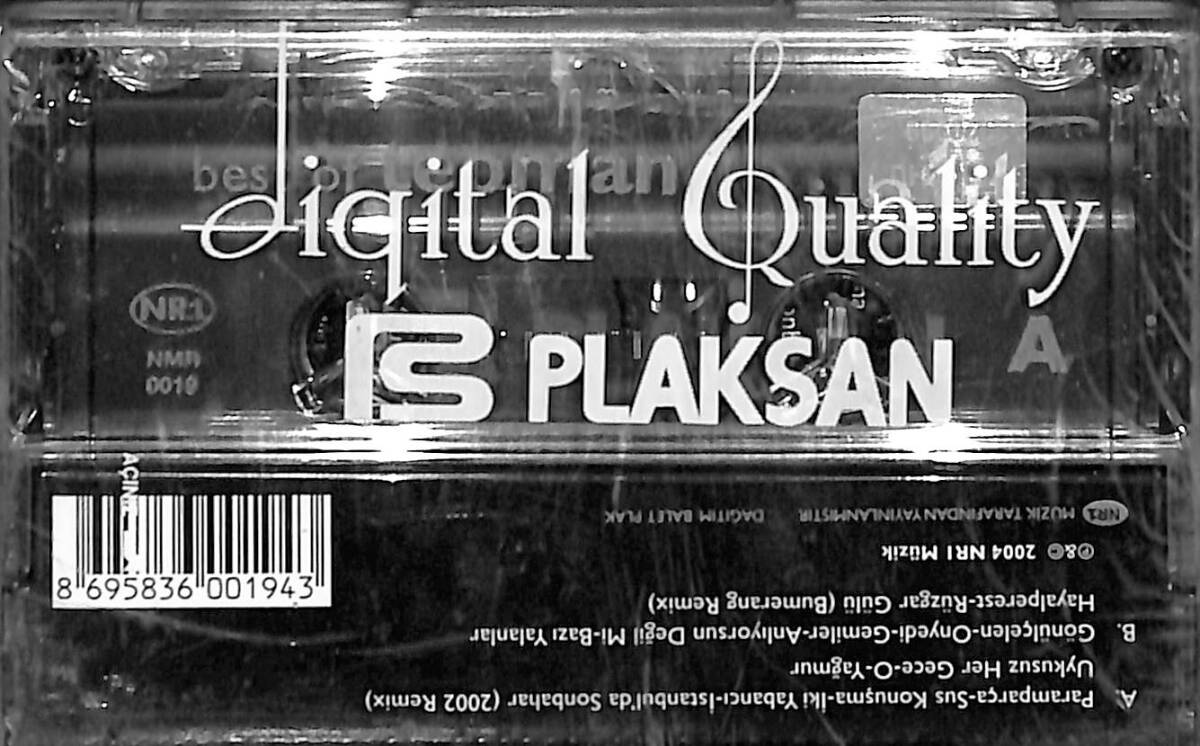 best of teoman
Digital Quality
NR1
NMR
0019
PLAKSAN
A
AÇINIZ
8 695836 001943
A. Paramparça-Sus Konuşma-İki Yabancı-İstanbul'da Sonbahar (2002 Remix)
Uykusuz Her Gece-O-Yağmur
B. Gönülçelen-Onyedi-Gemiler-Anlıyorsun Değil Mi-Bazı Yalanlar
Hayalperest-Rüzgar Gülü (Bumerang Remix)
℗&© 2004 NR1 Müzik
NR1 MÜZİK TARAFINDAN YAYINLANMIŞTIR DAĞITIM BALET PLAK